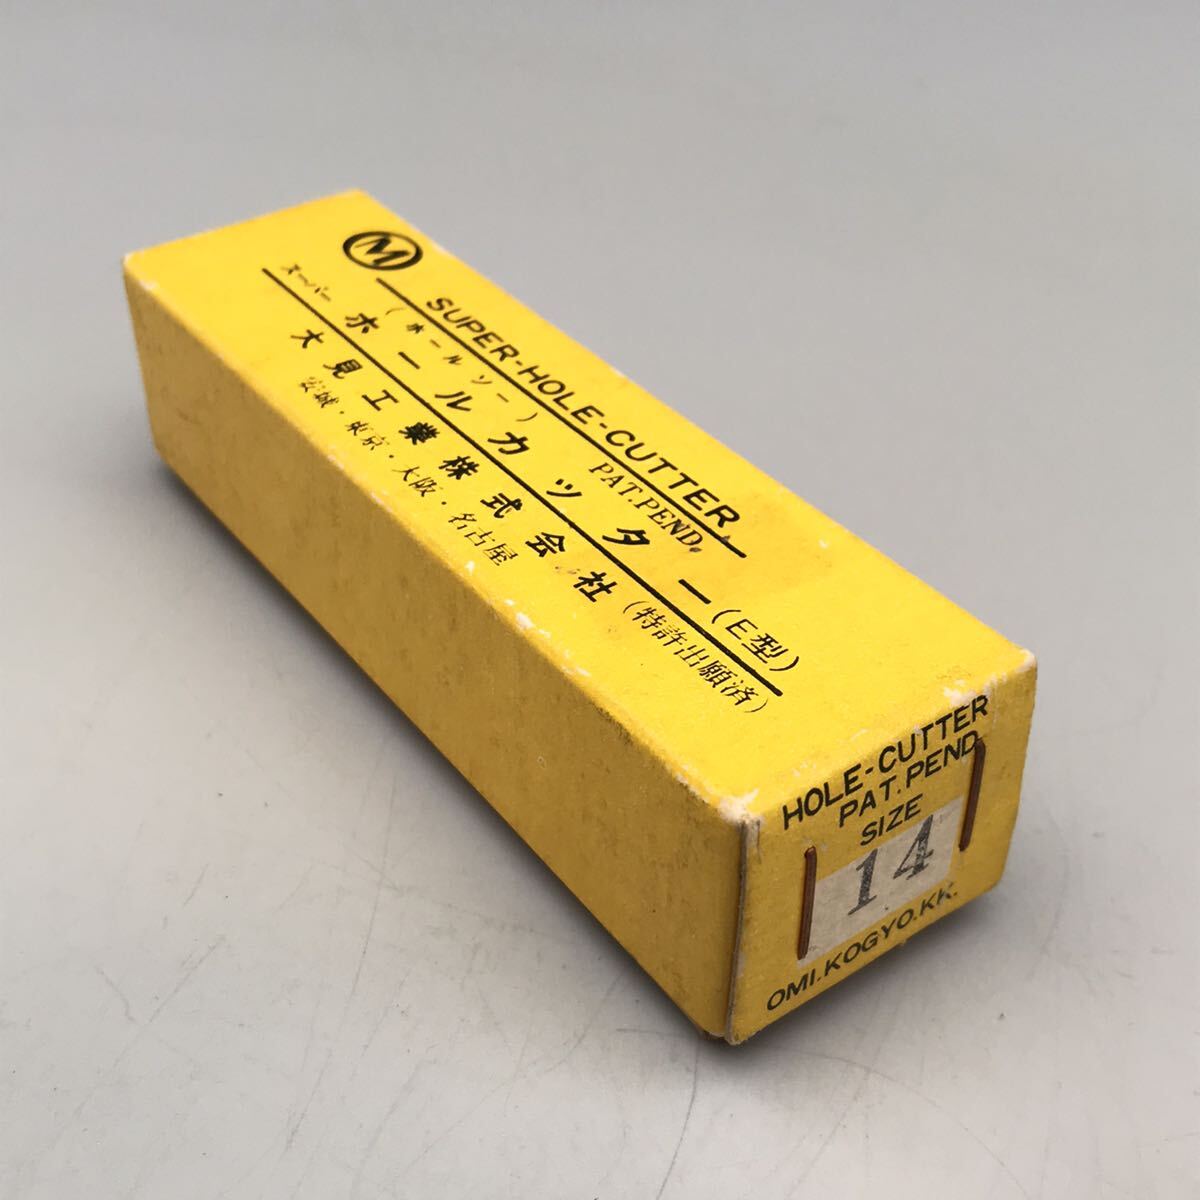 M
SUPER-HOLE-CUTTER
PAT.PEND.
(ホールソー)
スーパー ホールカッター (E型)
大見工業株式会社 (特許出願済)
安城・東京・大阪・名古屋
HOLE-CUTTER
PAT.PEND
SIZE
14
OMI.KOGYO.KK.